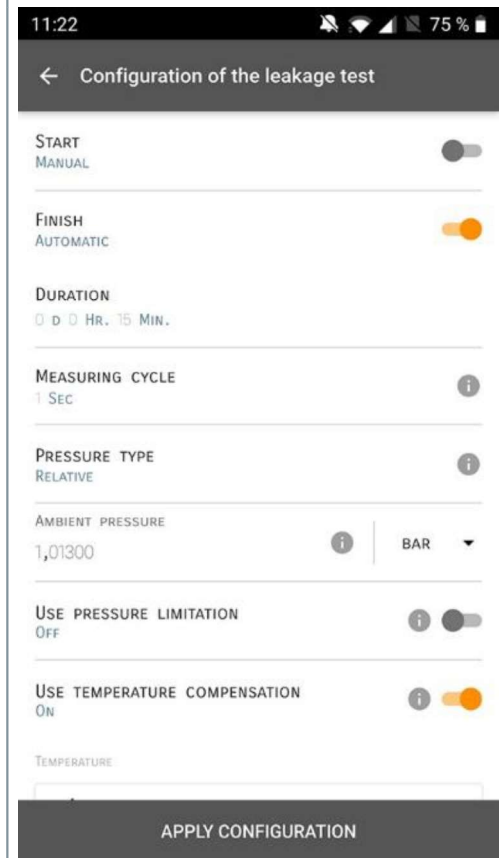 11:22 75 %
Configuration of the leakage test
START
MANUAL
FINISH
AUTOMATIC
DURATION
0 D 0 HR. 15 MIN.
MEASURING CYCLE
1 SEC
PRESSURE TYPE
RELATIVE
AMBIENT PRESSURE
1,01300 BAR
USE PRESSURE LIMITATION
OFF
USE TEMPERATURE COMPENSATION
ON
TEMPERATURE
APPLY CONFIGURATION